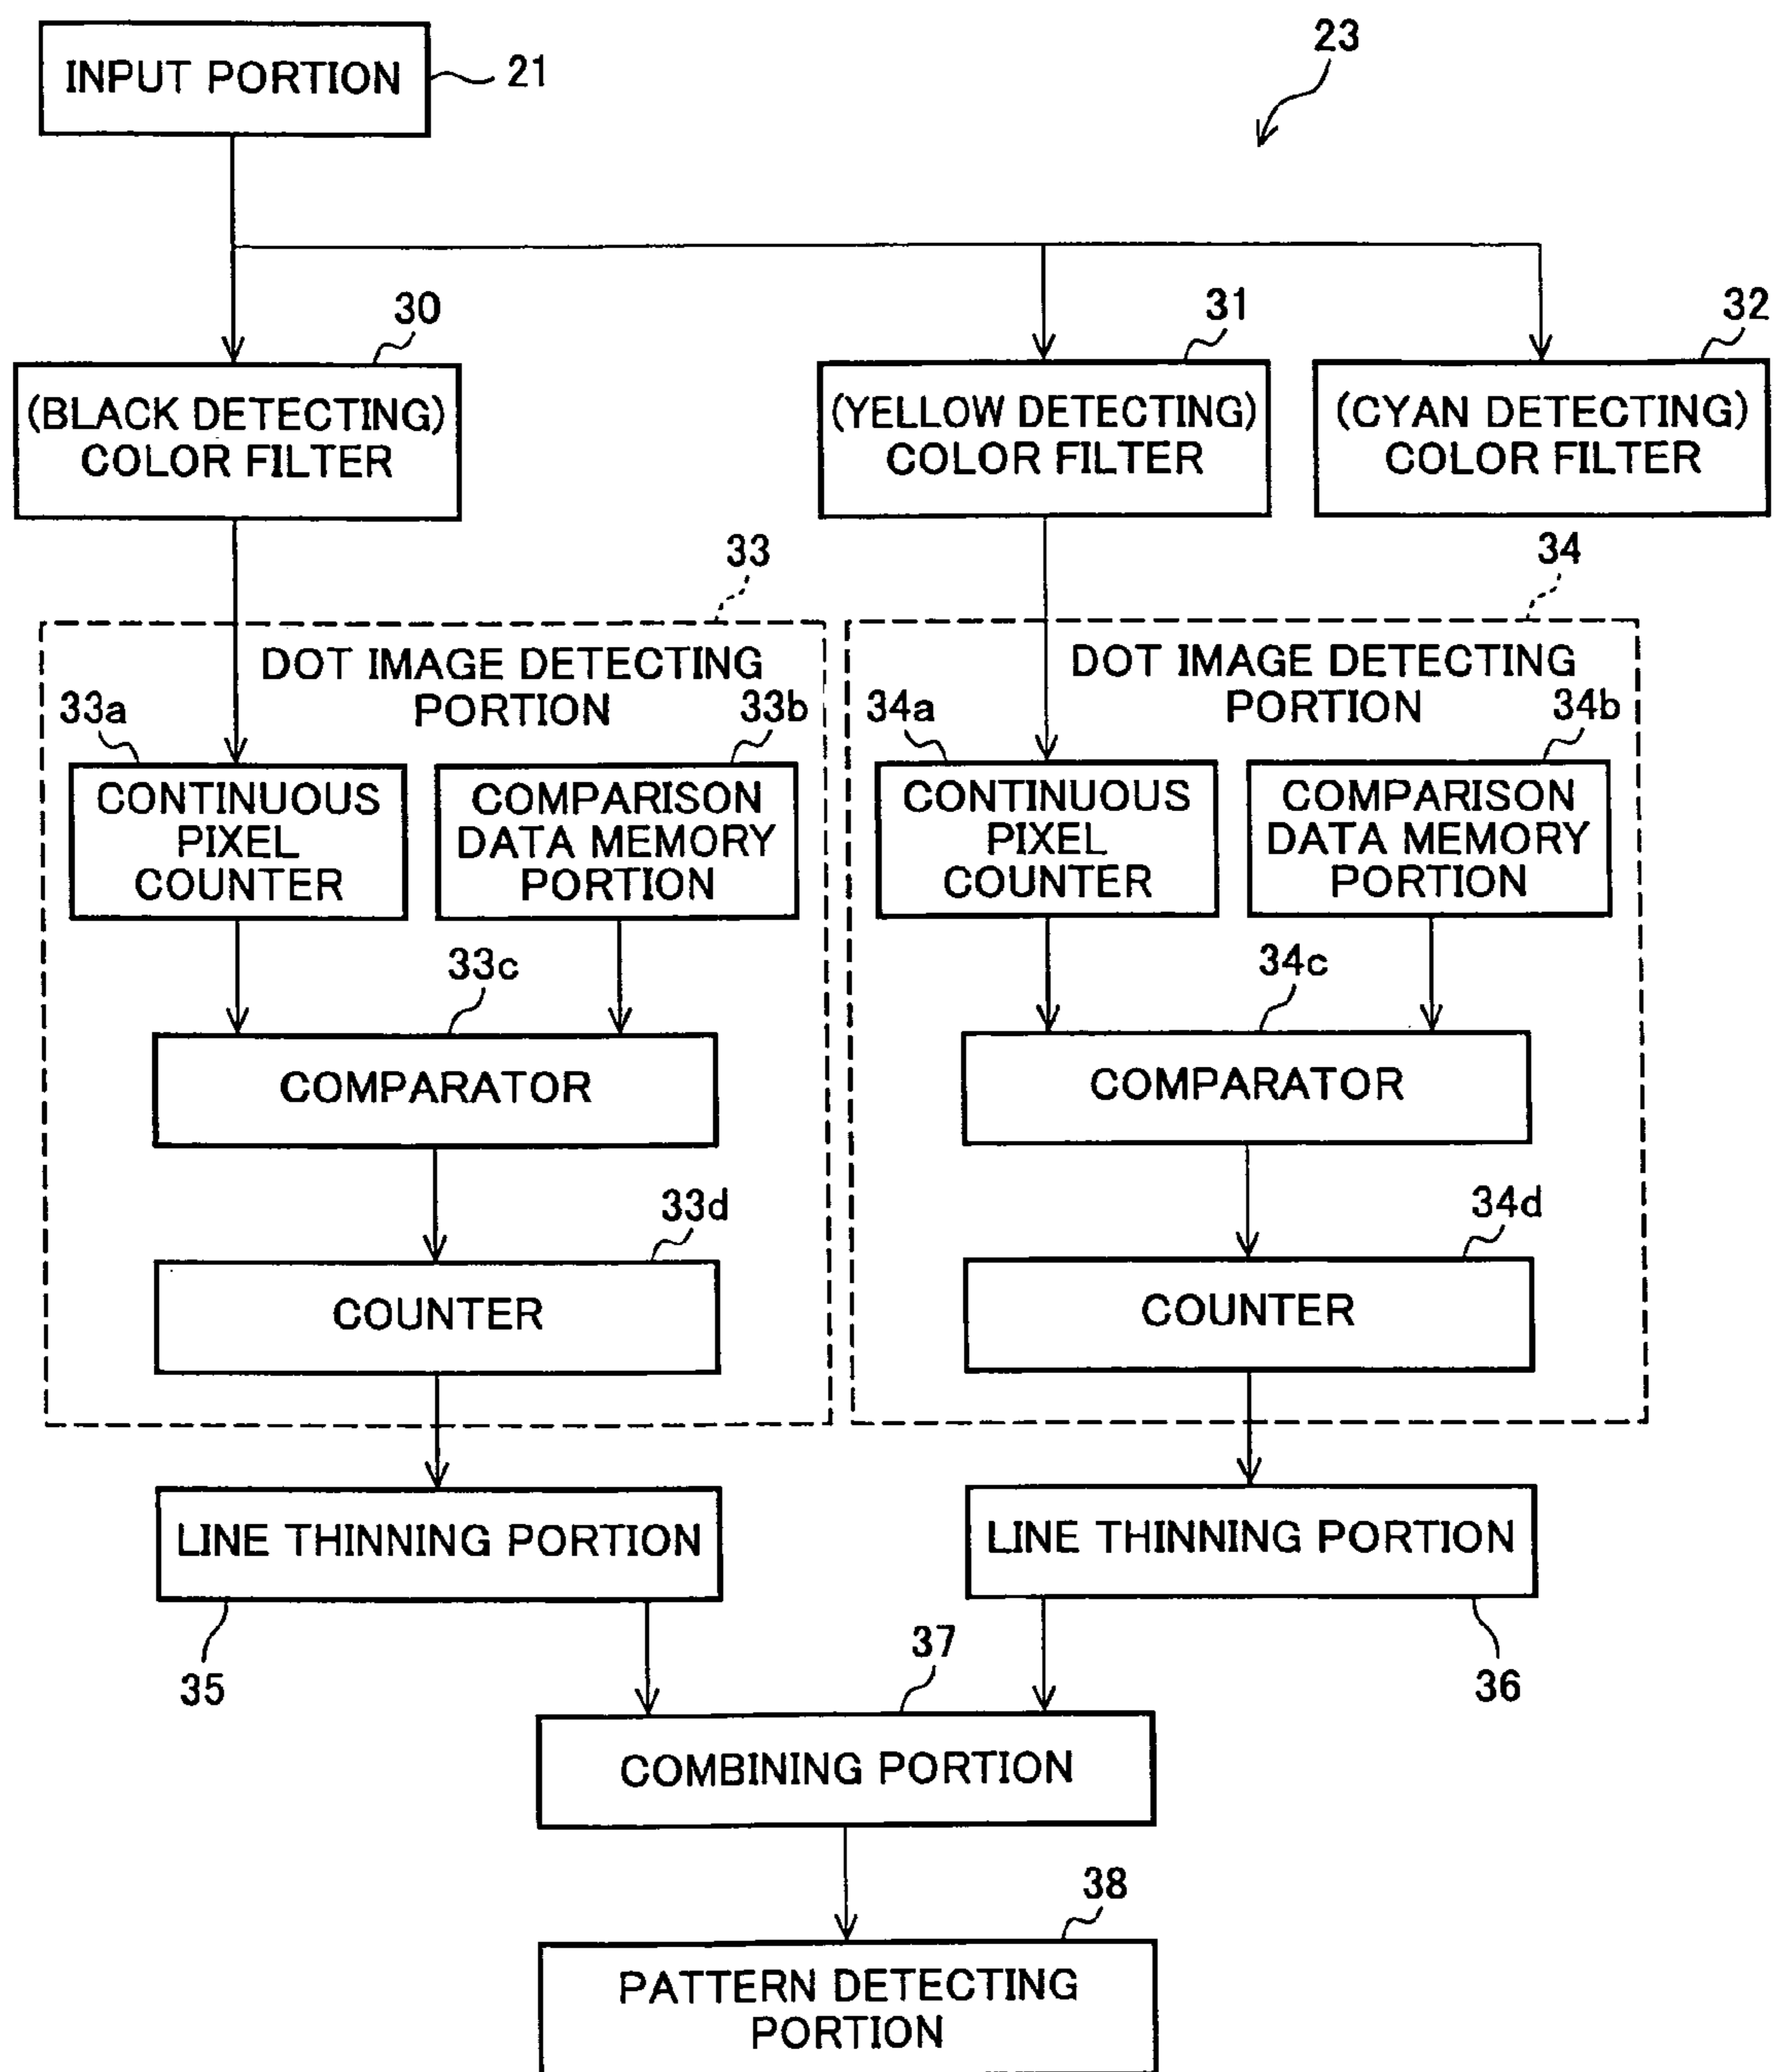 INPUT PORTION
21
23
30
31
32
(BLACK DETECTING)
COLOR FILTER
(YELLOW DETECTING)
COLOR FILTER
(CYAN DETECTING)
COLOR FILTER
33
34
DOT IMAGE DETECTING
PORTION
DOT IMAGE DETECTING
PORTION
33a
33b
34a
34b
CONTINUOUS
PIXEL
COUNTER
COMPARISON
DATA MEMORY
PORTION
CONTINUOUS
PIXEL
COUNTER
COMPARISON
DATA MEMORY
PORTION
33c
34c
COMPARATOR
COMPARATOR
33d
34d
COUNTER
COUNTER
LINE THINNING PORTION
LINE THINNING PORTION
35
37
36
COMBINING PORTION
38
PATTERN DETECTING
PORTION